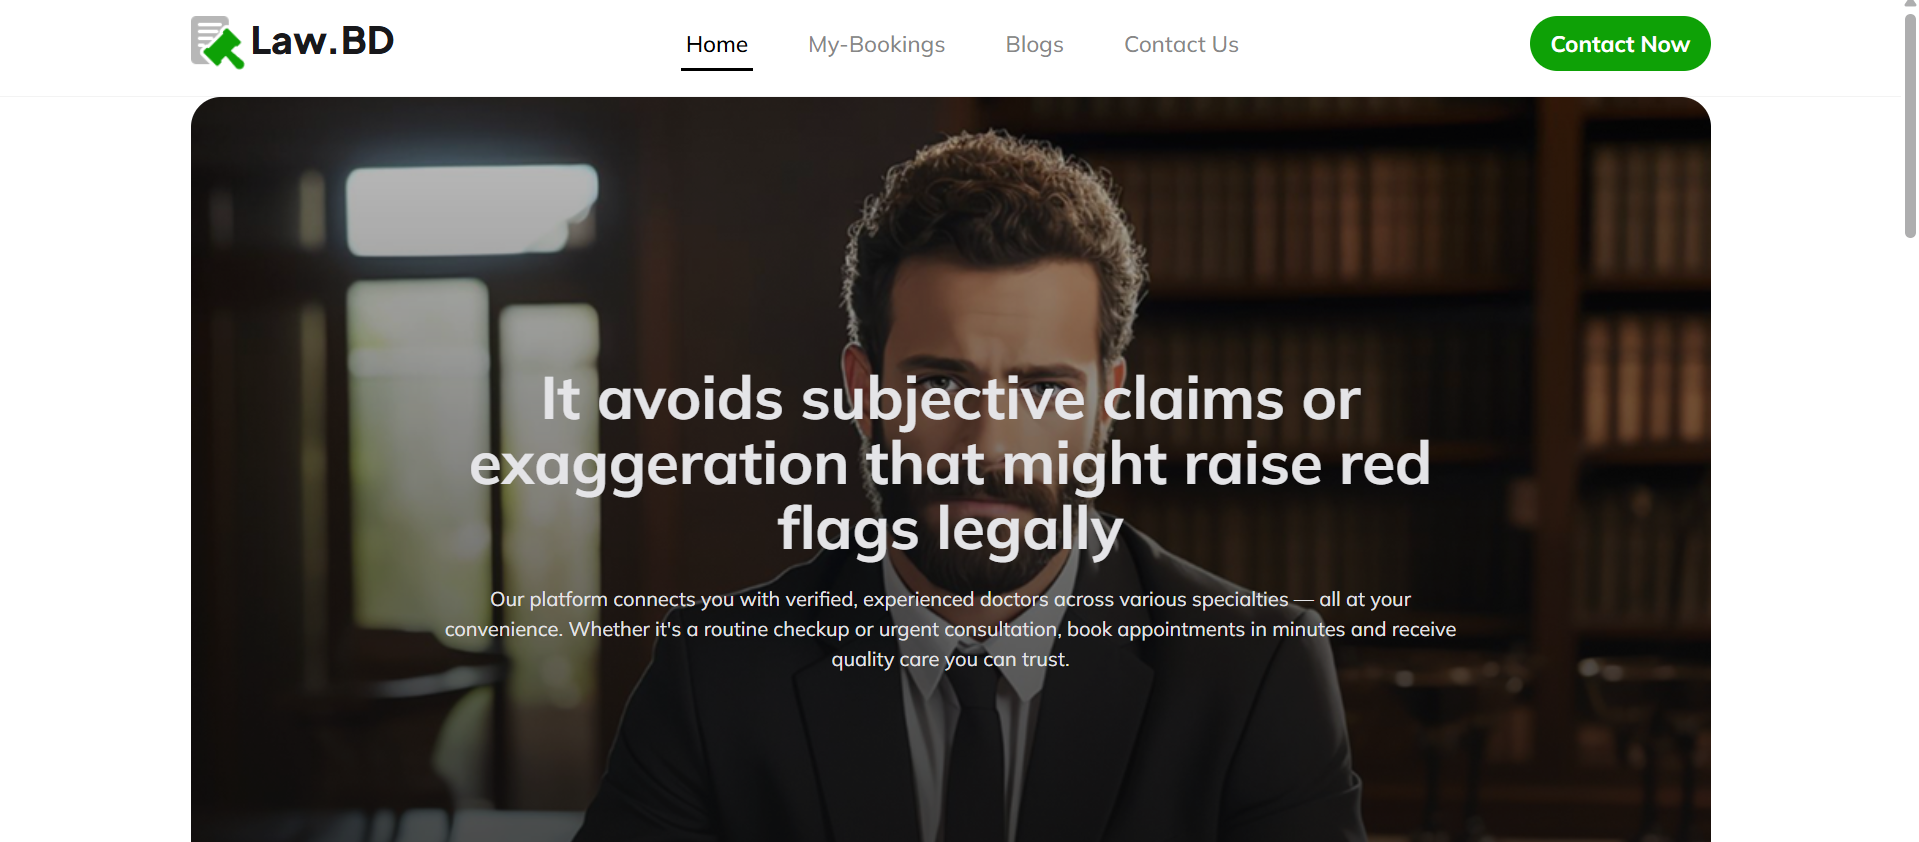 Law.BD
Home
My-Bookings
Blogs
Contact Us
Contact Now
It avoids subjective claims or
exaggeration that might raise red
flags legally
Our platform connects you with verified, experienced doctors across various specialties — all at your
convenience. Whether it's a routine checkup or urgent consultation, book appointments in minutes and receive
quality care you can trust.